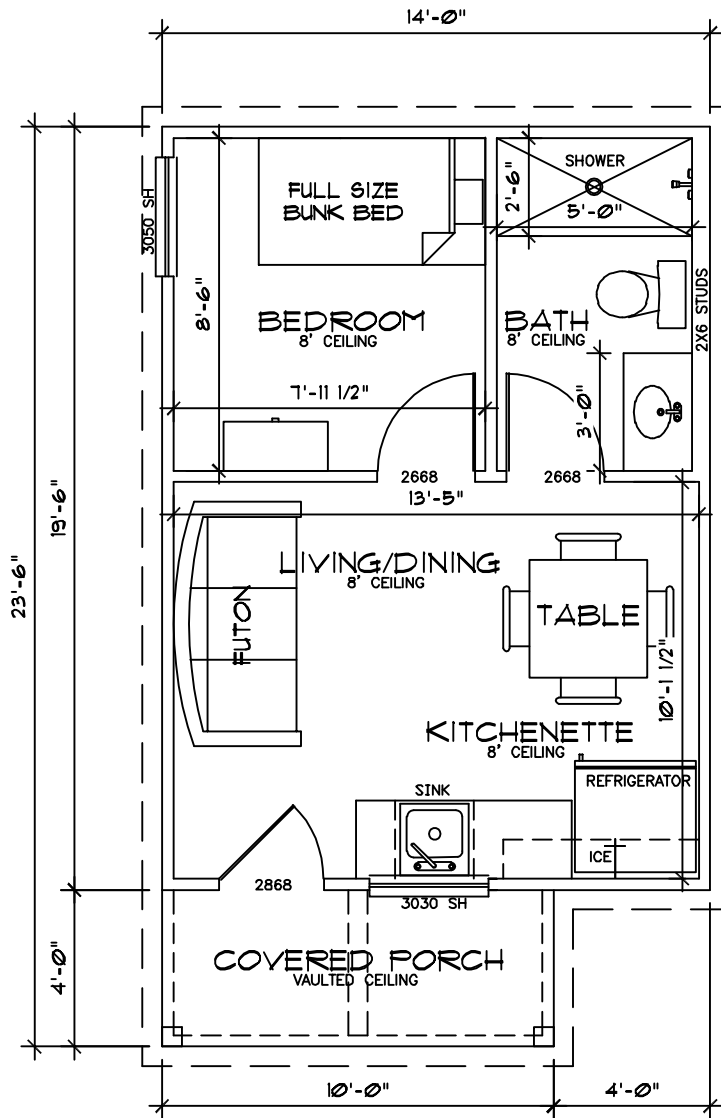 14'-0"
SHOWER
2'-6"
5'-0"
FULL SIZE
BUNK BED
3050 SH
8'-6"
BEDROOM
8' CEILING
BATH
8' CEILING
2X6 STUDS
7'-11 1/2"
3'-0"
2668
2668
13'-5"
19'-6"
23'-6"
LIVING/DINING
8' CEILING
FUTON
TABLE
10'-1 1/2"
KITCHENETTE
8' CEILING
REFRIGERATOR
SINK
ICE
2868
3030 SH
4'-0"
COVERED PORCH
VAULTED CEILING
10'-0"
4'-0"